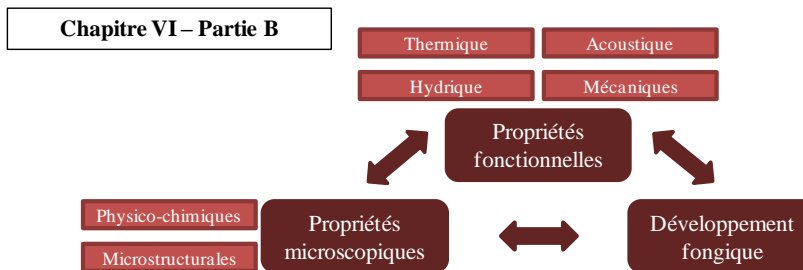 Chapitre VI – Partie B
Thermique
Acoustique
Hydrique
Mécaniques
Propriétés
fonctionnelles
Physico-chimiques
Microstructurales
Propriétés
microscopiques
Développement
fongique